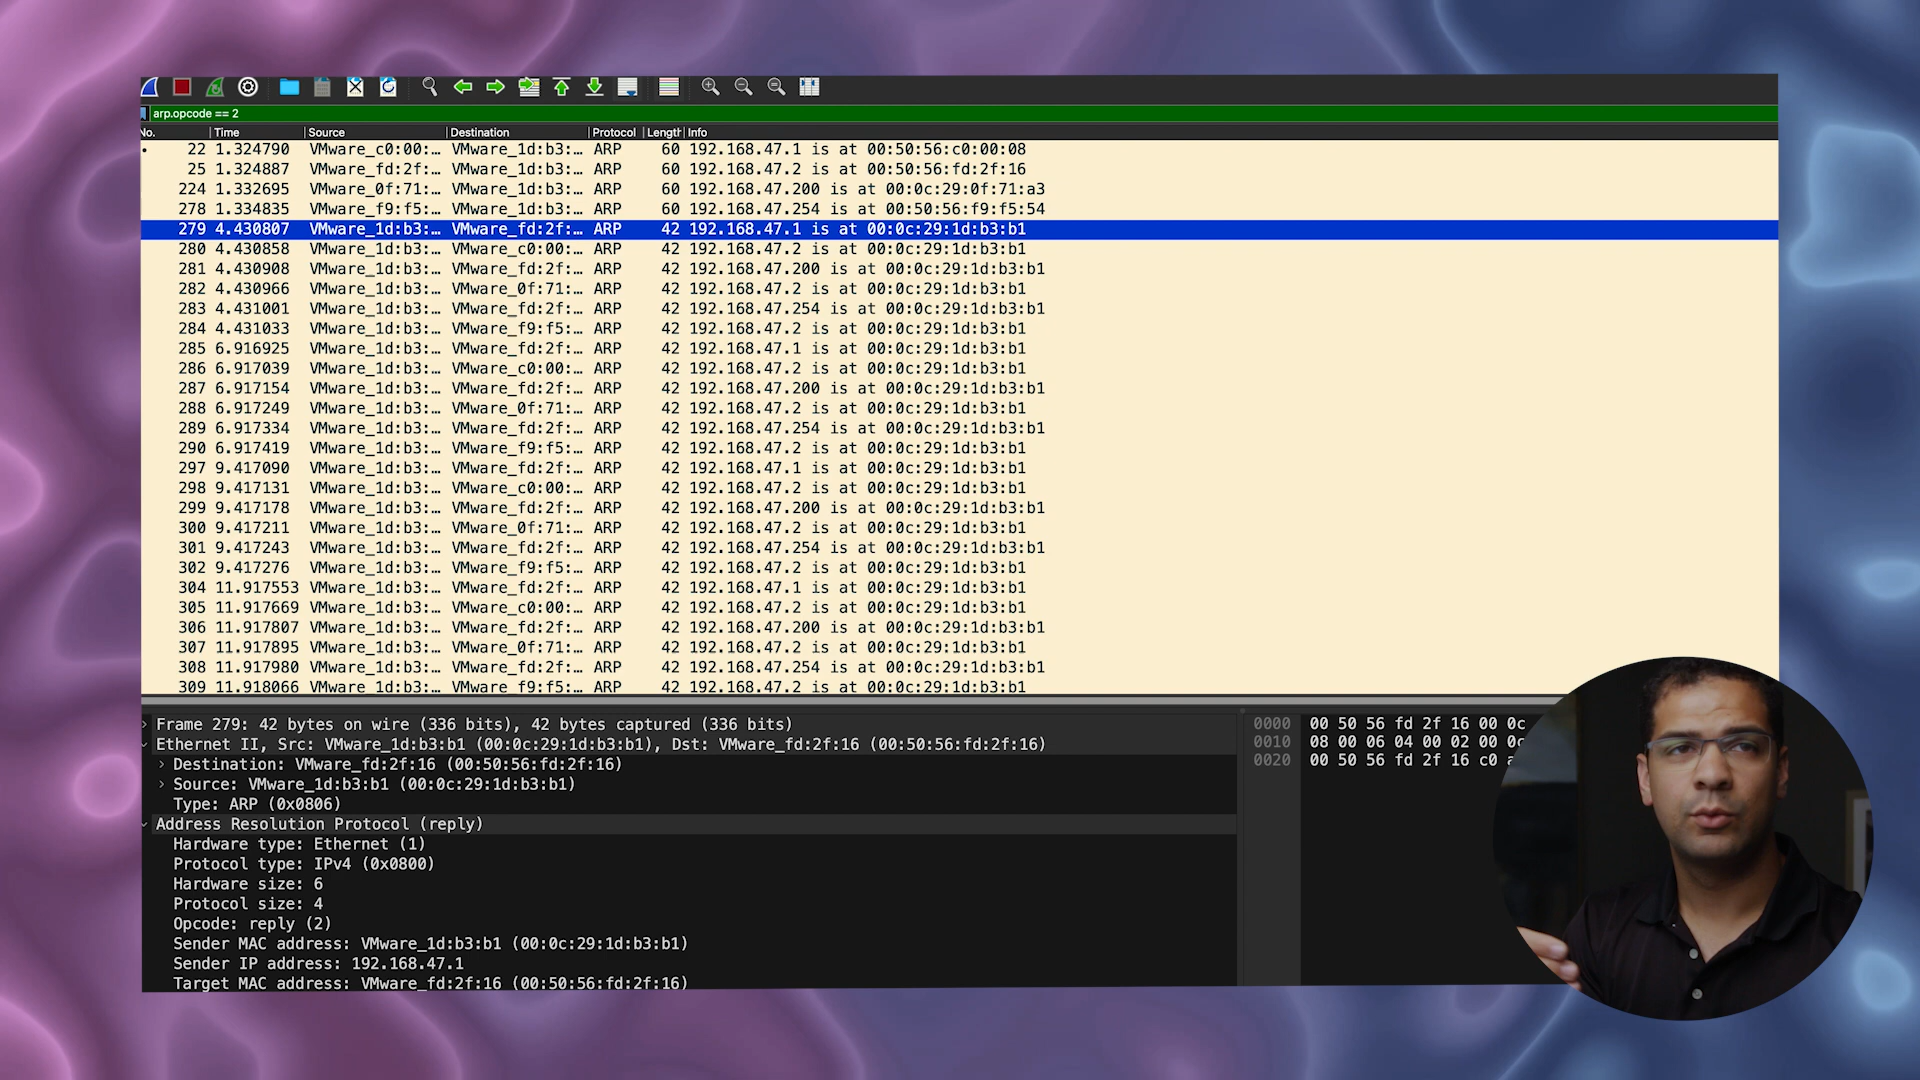 arp.opcode == 2
No. Time Source Destination Protocol Length Info
22 1.324790 VMware_c0:00:… VMware_1d:b3:… ARP 60 192.168.47.1 is at 00:50:56:c0:00:08
25 1.324887 VMware_fd:2f:… VMware_1d:b3:… ARP 60 192.168.47.2 is at 00:50:56:fd:2f:16
224 1.332695 VMware_0f:71:… VMware_1d:b3:… ARP 60 192.168.47.200 is at 00:0c:29:0f:71:a3
278 1.334835 VMware_f9:f5:… VMware_1d:b3:… ARP 60 192.168.47.254 is at 00:50:56:f9:f5:54
279 4.430807 VMware_1d:b3:… VMware_fd:2f:… ARP 42 192.168.47.1 is at 00:0c:29:1d:b3:b1
280 4.430858 VMware_1d:b3:… VMware_c0:00:… ARP 42 192.168.47.2 is at 00:0c:29:1d:b3:b1
281 4.430908 VMware_1d:b3:… VMware_fd:2f:… ARP 42 192.168.47.200 is at 00:0c:29:1d:b3:b1
282 4.430966 VMware_1d:b3:… VMware_0f:71:… ARP 42 192.168.47.2 is at 00:0c:29:1d:b3:b1
283 4.431001 VMware_1d:b3:… VMware_fd:2f:… ARP 42 192.168.47.254 is at 00:0c:29:1d:b3:b1
284 4.431033 VMware_1d:b3:… VMware_f9:f5:… ARP 42 192.168.47.2 is at 00:0c:29:1d:b3:b1
285 6.916925 VMware_1d:b3:… VMware_fd:2f:… ARP 42 192.168.47.1 is at 00:0c:29:1d:b3:b1
286 6.917039 VMware_1d:b3:… VMware_c0:00:… ARP 42 192.168.47.2 is at 00:0c:29:1d:b3:b1
287 6.917154 VMware_1d:b3:… VMware_fd:2f:… ARP 42 192.168.47.200 is at 00:0c:29:1d:b3:b1
288 6.917249 VMware_1d:b3:… VMware_0f:71:… ARP 42 192.168.47.2 is at 00:0c:29:1d:b3:b1
289 6.917334 VMware_1d:b3:… VMware_fd:2f:… ARP 42 192.168.47.254 is at 00:0c:29:1d:b3:b1
290 6.917419 VMware_1d:b3:… VMware_f9:f5:… ARP 42 192.168.47.2 is at 00:0c:29:1d:b3:b1
297 9.417090 VMware_1d:b3:… VMware_fd:2f:… ARP 42 192.168.47.1 is at 00:0c:29:1d:b3:b1
298 9.417131 VMware_1d:b3:… VMware_c0:00:… ARP 42 192.168.47.2 is at 00:0c:29:1d:b3:b1
299 9.417178 VMware_1d:b3:… VMware_fd:2f:… ARP 42 192.168.47.200 is at 00:0c:29:1d:b3:b1
300 9.417211 VMware_1d:b3:… VMware_0f:71:… ARP 42 192.168.47.2 is at 00:0c:29:1d:b3:b1
301 9.417243 VMware_1d:b3:… VMware_fd:2f:… ARP 42 192.168.47.254 is at 00:0c:29:1d:b3:b1
302 9.417276 VMware_1d:b3:… VMware_f9:f5:… ARP 42 192.168.47.2 is at 00:0c:29:1d:b3:b1
304 11.917553 VMware_1d:b3:… VMware_fd:2f:… ARP 42 192.168.47.1 is at 00:0c:29:1d:b3:b1
305 11.917669 VMware_1d:b3:… VMware_c0:00:… ARP 42 192.168.47.2 is at 00:0c:29:1d:b3:b1
306 11.917807 VMware_1d:b3:… VMware_fd:2f:… ARP 42 192.168.47.200 is at 00:0c:29:1d:b3:b1
307 11.917895 VMware_1d:b3:… VMware_0f:71:… ARP 42 192.168.47.2 is at 00:0c:29:1d:b3:b1
308 11.917980 VMware_1d:b3:… VMware_fd:2f:… ARP 42 192.168.47.254 is at 00:0c:29:1d:b3:b1
309 11.918066 VMware_1d:b3:… VMware_f9:f5:… ARP 42 192.168.47.2 is at 00:0c:29:1d:b3:b1
Frame 279: 42 bytes on wire (336 bits), 42 bytes captured (336 bits)
Ethernet II, Src: VMware_1d:b3:b1 (00:0c:29:1d:b3:b1), Dst: VMware_fd:2f:16 (00:50:56:fd:2f:16)
Destination: VMware_fd:2f:16 (00:50:56:fd:2f:16)
Source: VMware_1d:b3:b1 (00:0c:29:1d:b3:b1)
Type: ARP (0x0806)
Address Resolution Protocol (reply)
Hardware type: Ethernet (1)
Protocol type: IPv4 (0x0800)
Hardware size: 6
Protocol size: 4
Opcode: reply (2)
Sender MAC address: VMware_1d:b3:b1 (00:0c:29:1d:b3:b1)
Sender IP address: 192.168.47.1
Target MAC address: VMware_fd:2f:16 (00:50:56:fd:2f:16)
0000 00 50 56 fd 2f 16 00 0c
0010 08 00 06 04 00 02 00 0c
0020 00 50 56 fd 2f 16 c0